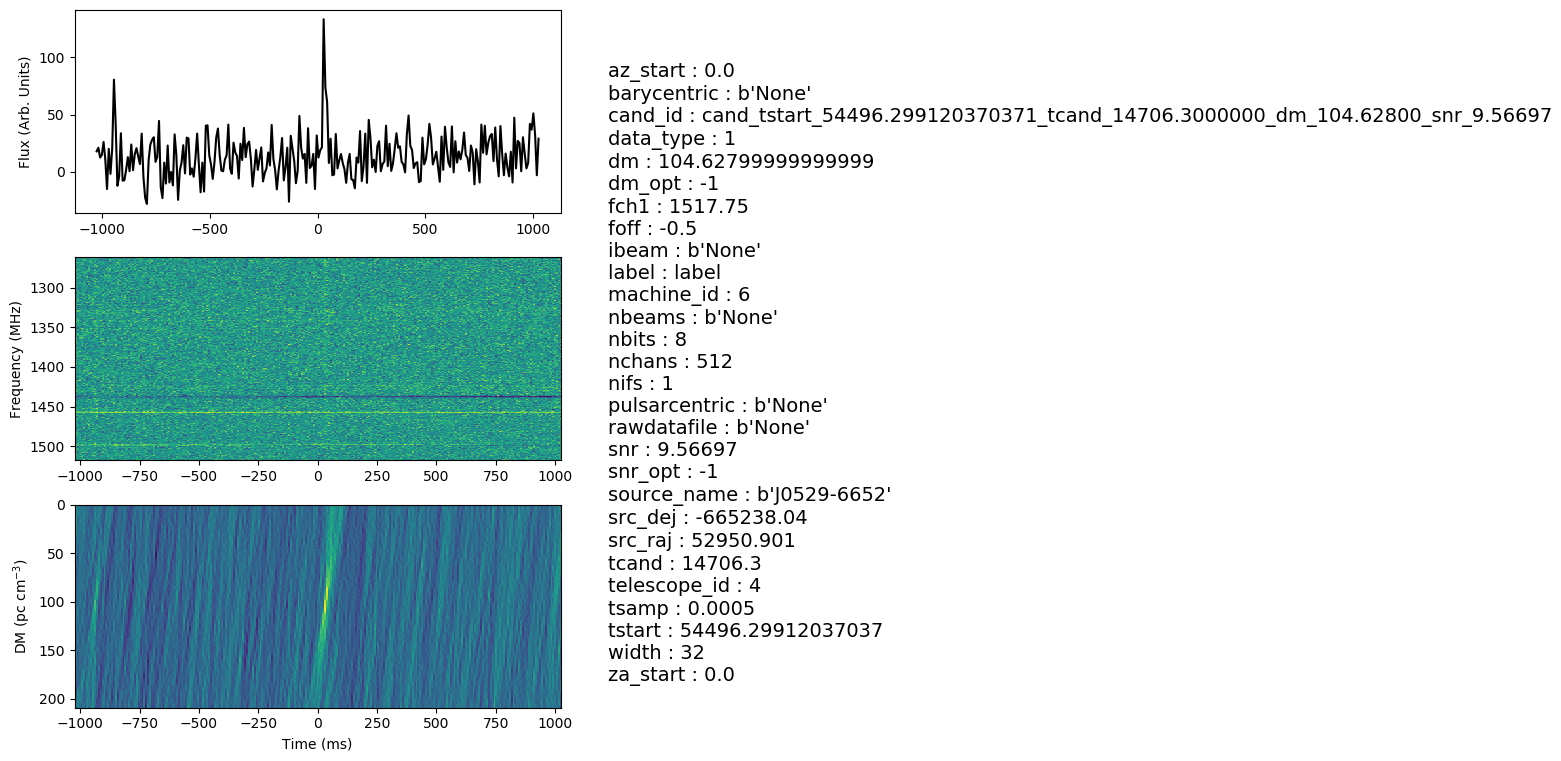 100
50
0
Flux (Arb. Units)
−1000
−500
0
500
1000
1300
1350
1400
1450
1500
Frequency (MHz)
−1000
−750
−500
−250
0
250
500
750
1000
0
50
100
150
200
DM (pc cm⁻³)
−1000
−750
−500
−250
0
250
500
750
1000
Time (ms)
az_start : 0.0
barycentric : b'None'
cand_id : cand_tstart_54496.299120370371_tcand_14706.3000000_dm_104.62800_snr_9.56697
data_type : 1
dm : 104.62799999999999
dm_opt : -1
fch1 : 1517.75
foff : -0.5
ibeam : b'None'
label : label
machine_id : 6
nbeams : b'None'
nbits : 8
nchans : 512
nifs : 1
pulsarcentric : b'None'
rawdatafile : b'None'
snr : 9.56697
snr_opt : -1
source_name : b'J0529-6652'
src_dej : -665238.04
src_raj : 52950.901
tcand : 14706.3
telescope_id : 4
tsamp : 0.0005
tstart : 54496.29912037037
width : 32
za_start : 0.0